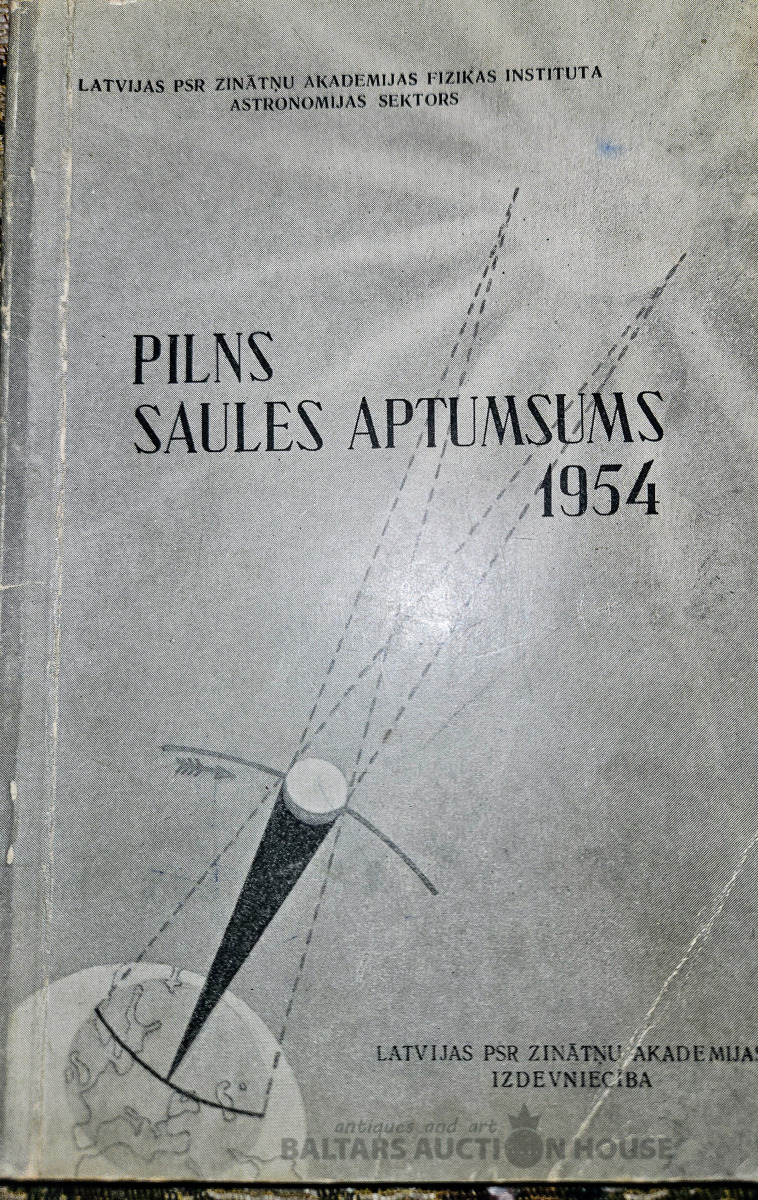 LATVIJAS PSR ZINĀTŅU AKADEMIJAS FIZIKAS INSTITUTA
ASTRONOMIJAS SEKTORS
PILNS
SAULES APTUMSUMS
1954
LATVIJAS PSR ZINĀTŅU AKADEMIJAS
IZDEVNIECĪBA
antiques and art
BALTARS AUCTION HOUSE